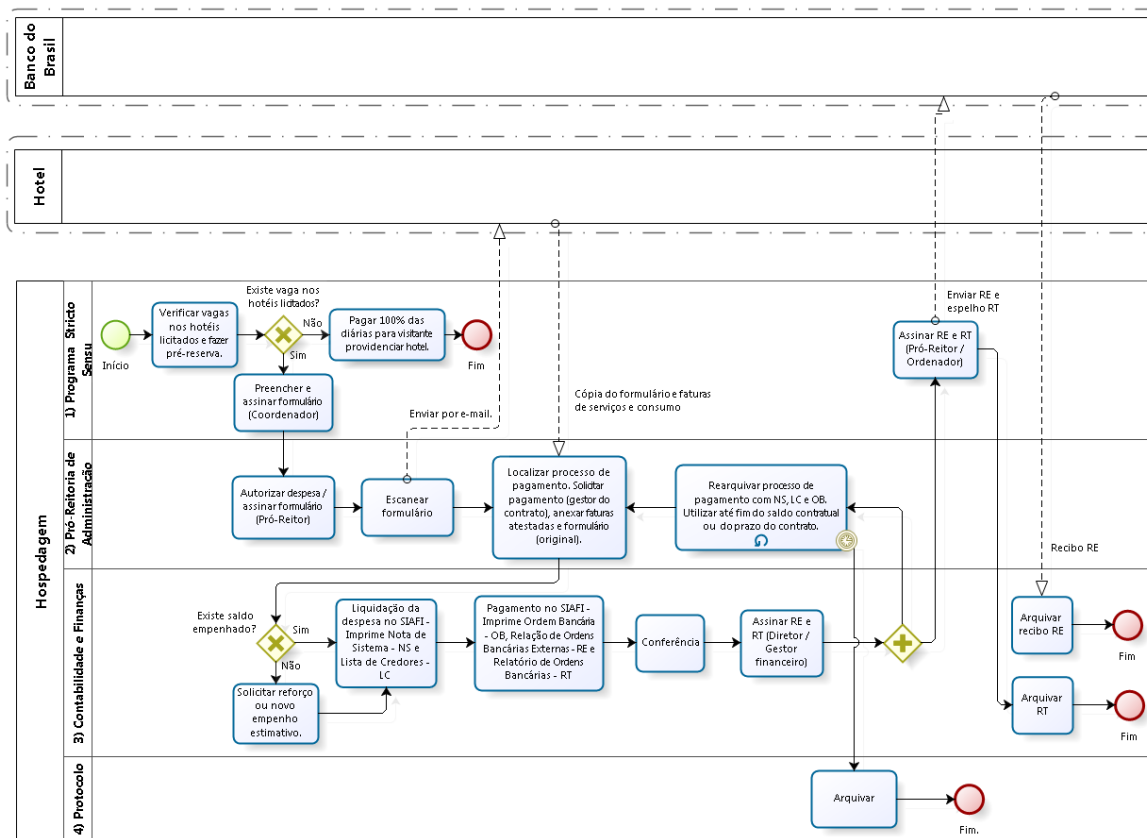 Banco do
Brasil
Hotel
Hospedagem
1) Programa Stricto
Sensu
Início
Verificar vagas
nos hotéis
licitados e fazer
pré-reserva.
Existe vaga nos
hotéis licitados?
Não
Sim
Pagar 100% das
diárias para visitante
providenciar hotel.
Fim
Preencher e
assinar formulário
(Coordenador)
Enviar por e-mail.
Cópia do formulário e faturas
de serviços e consumo
Enviar RE e
espelho RT
Assinar RE e RT
(Pró-Reitor /
Ordenador)
2) Pró-Reitoria de
Administração
Autorizar despesa /
assinar formulário
(Pró-Reitor)
Escanear
formulário
Localizar processo de
pagamento. Solicitar
pagamento (gestor do
contrato), anexar faturas
atestadas e formulário
(original).
Rearquivar processo de
pagamento com NS, LC e OB.
Utilizar até fim do saldo contratual
ou do prazo do contrato.
Recibo RE
3) Contabilidade e Finanças
Existe saldo
empenhado?
Sim
Não
Liquidação da
despesa no SIAFI -
Imprime Nota de
Sistema - NS e
Lista de Credores -
LC
Pagamento no SIAFI -
Imprime Ordem Bancária
- OB, Relação de Ordens
Bancárias Externas - RE e
Relatório de Ordens
Bancárias - RT
Conferência
Assinar RE e
RT (Diretor /
Gestor
financeiro)
Arquivar
recibo RE
Fim
Solicitar reforço
ou novo
empenho
estimativo.
Arquivar
RT
Fim
4) Protocolo
Arquivar
Fim.